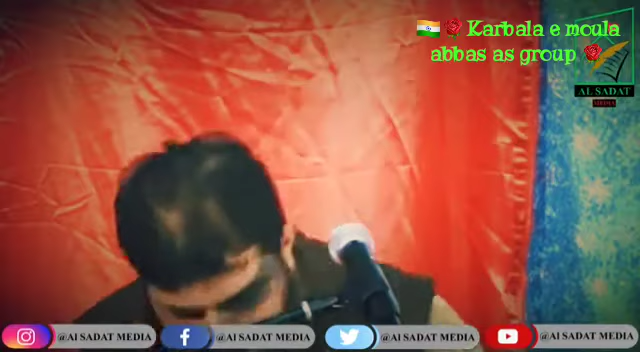 🇮🇳🌹Karbala e moula
abbas as group 🌹
AL SADAT
MEDIA
@Al SADAT MEDIA
@Al SADAT MEDIA
@Al SADAT MEDIA
@Al SADAT MEDIA